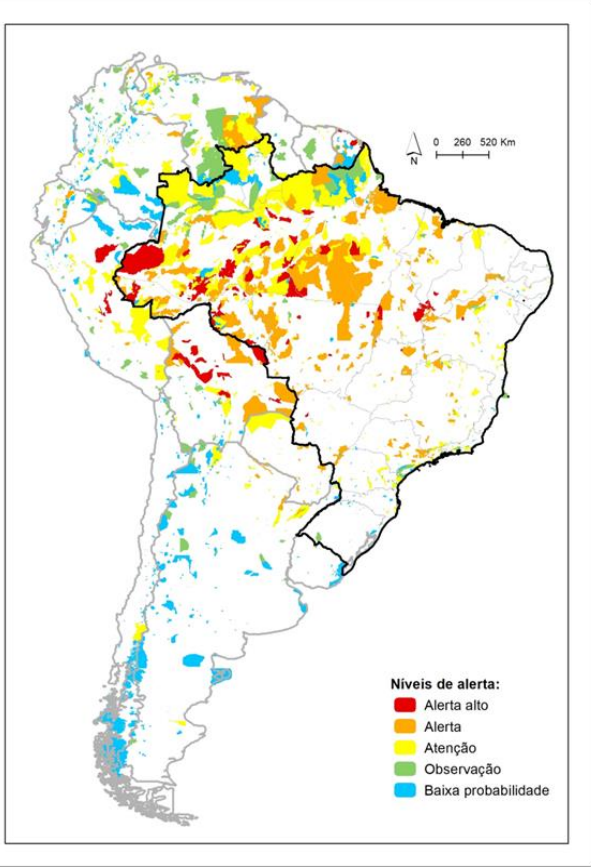 0 260 520 Km
N
Níveis de alerta:
Alerta alto
Alerta
Atenção
Observação
Baixa probabilidade